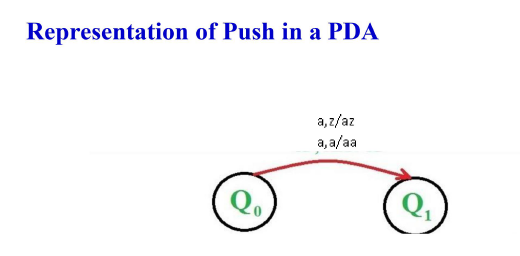 Representation of Push in a PDA
a,z/az
a,a/aa
Q0 Q1